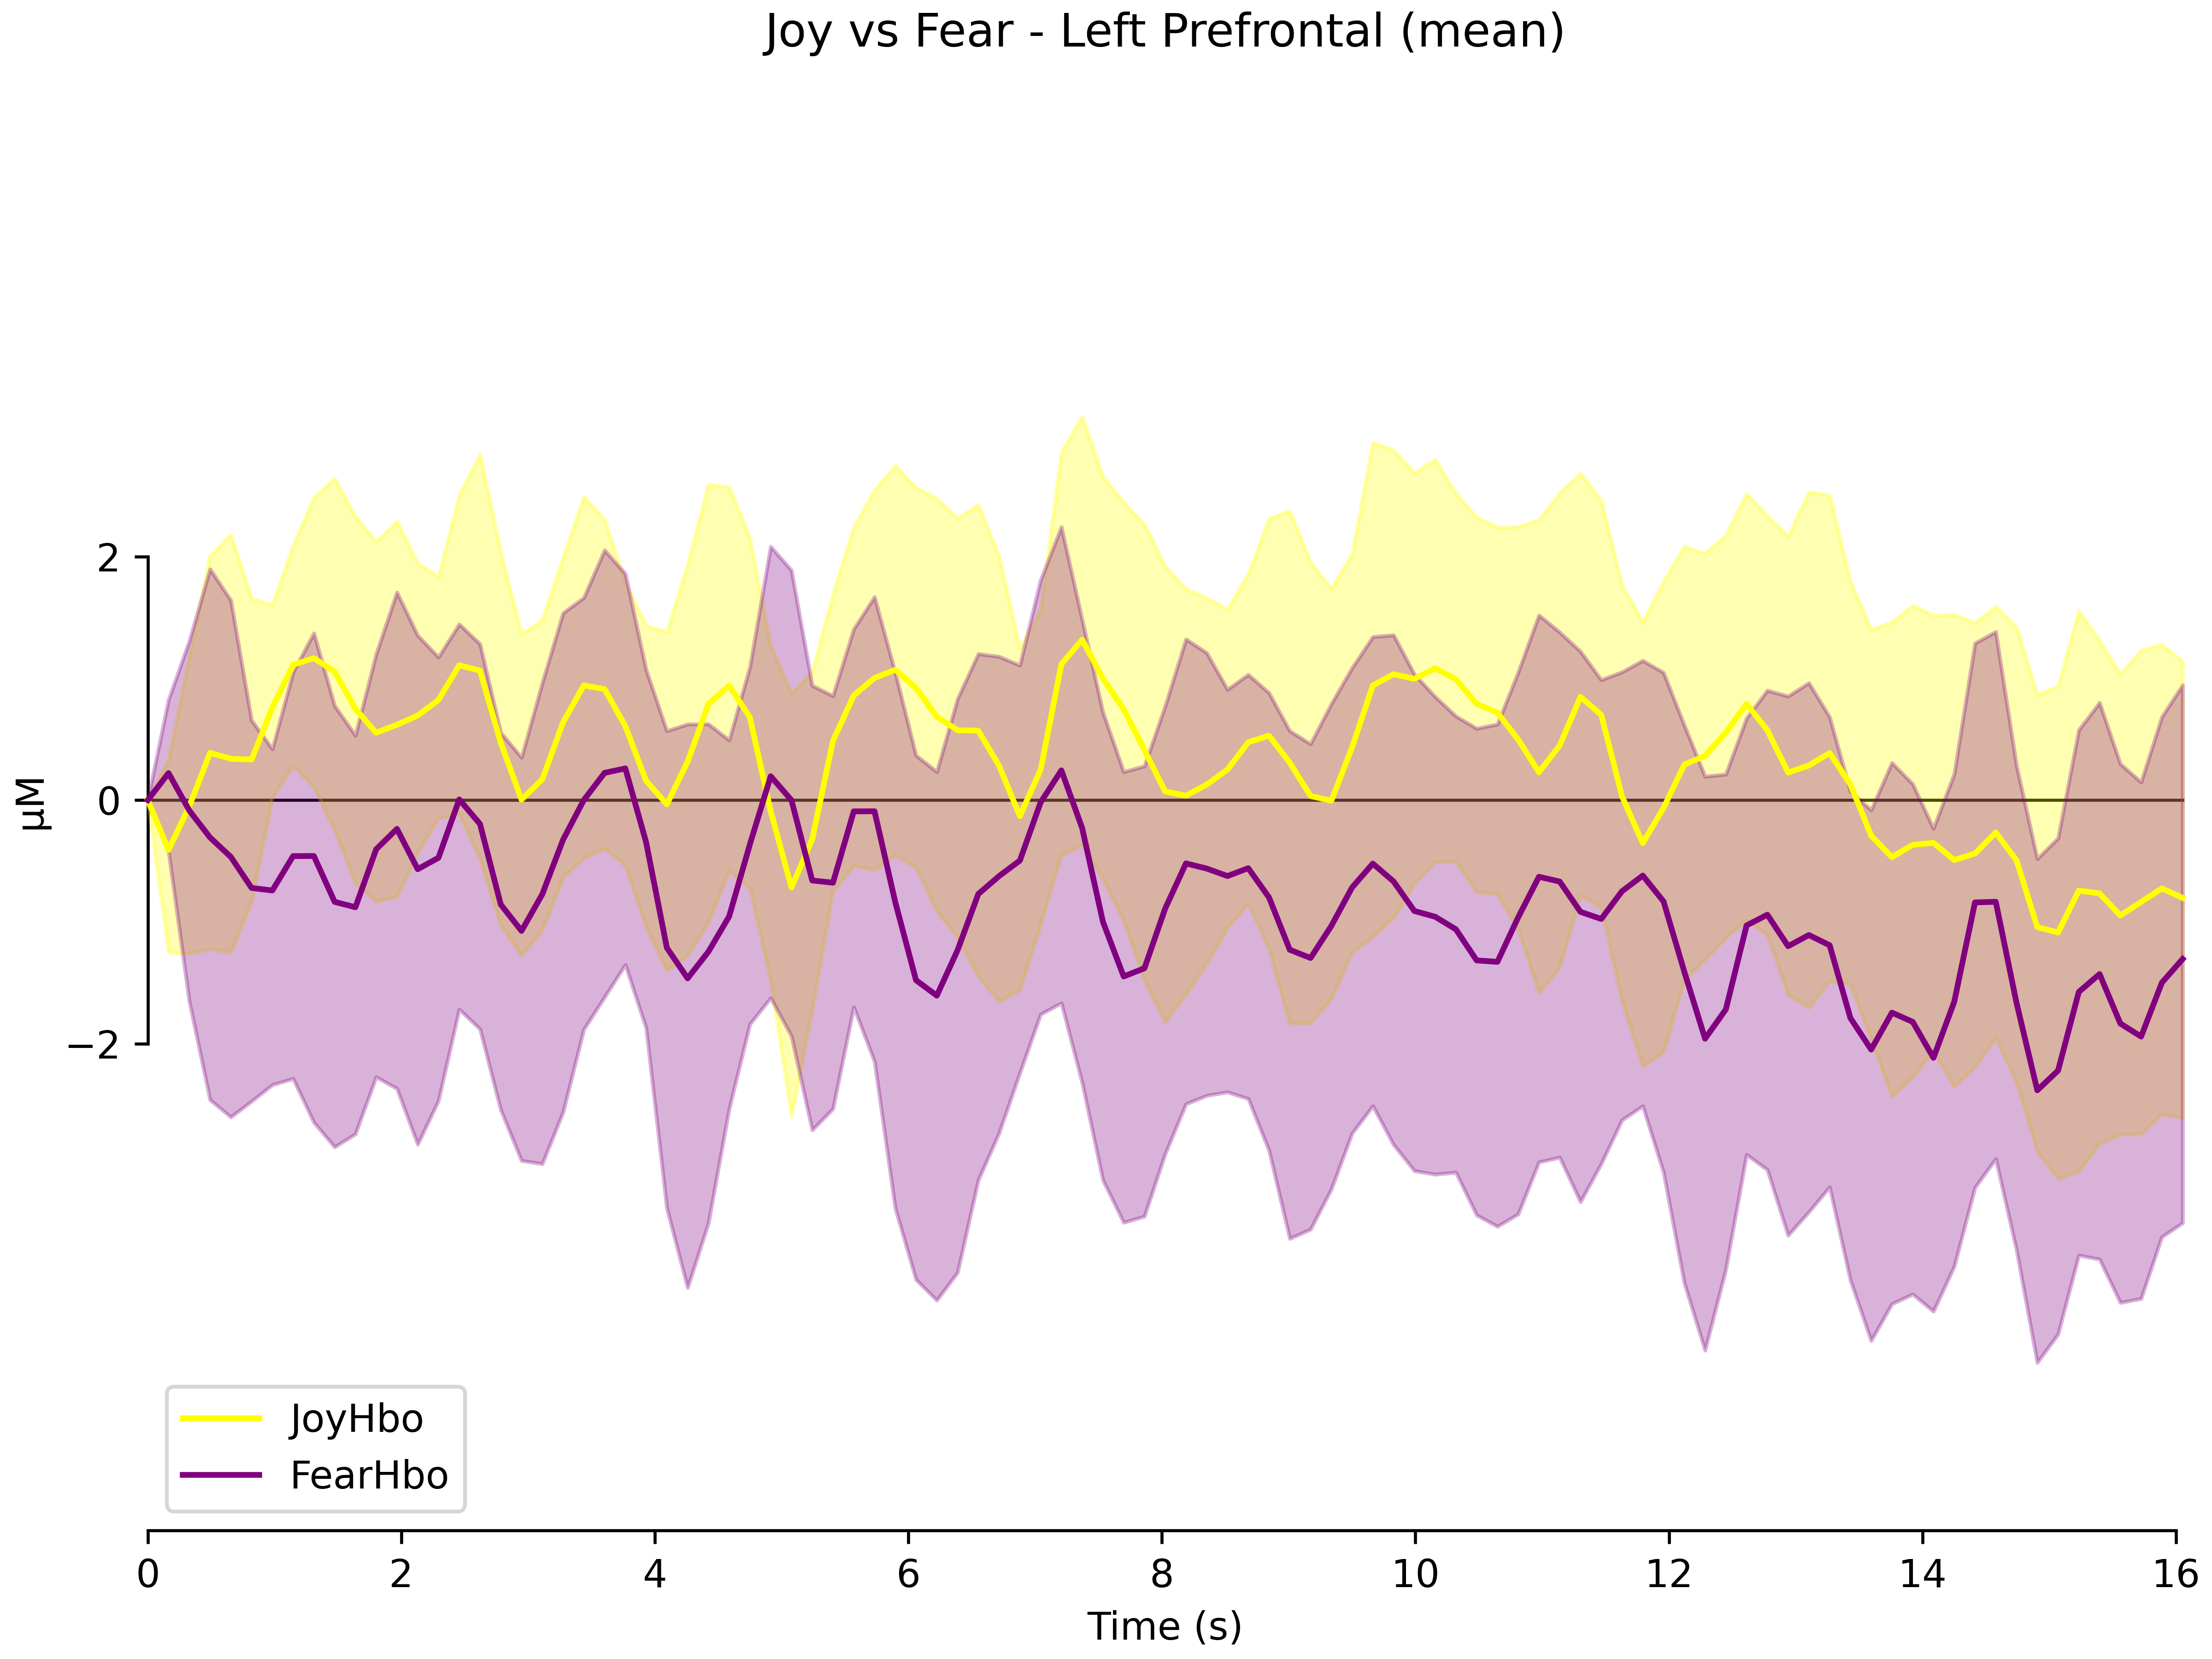 Joy vs Fear - Left Prefrontal (mean)
µM
2
0
−2
JoyHbo
FearHbo
0 2 4 6 8 10 12 14 16
Time (s)